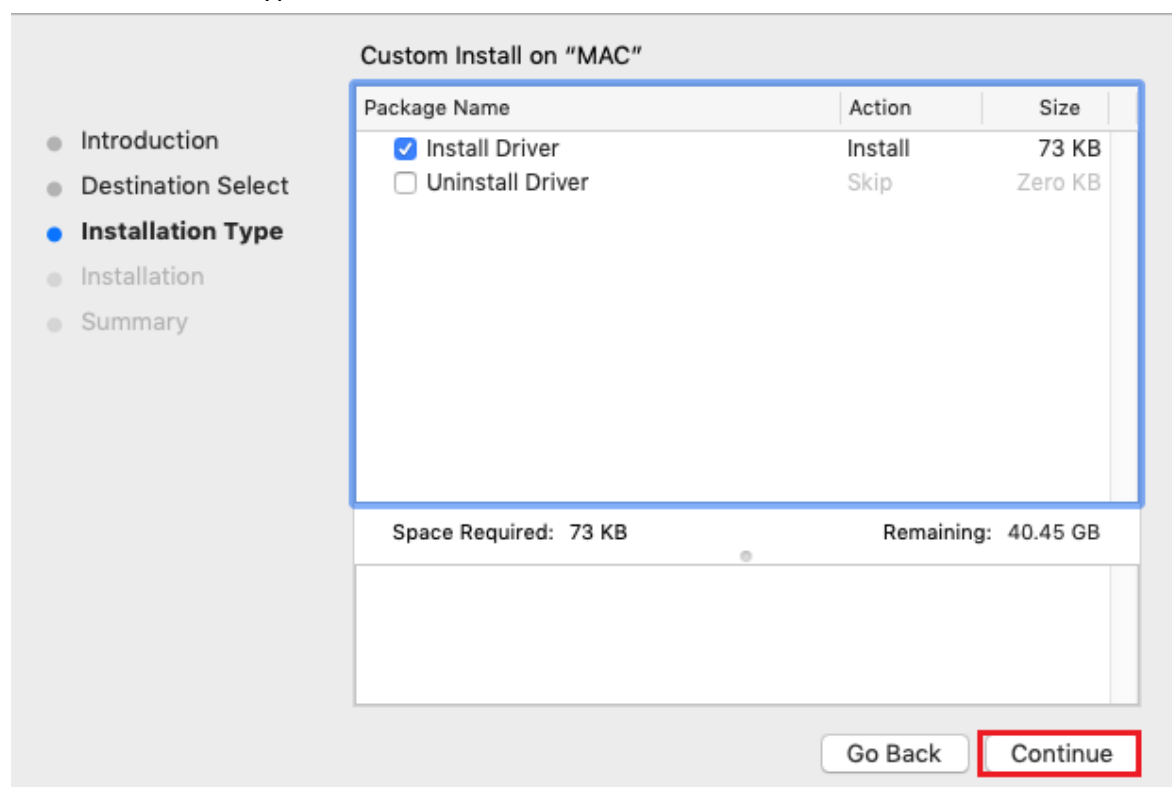 Custom Install on “MAC”
Introduction
Destination Select
Installation Type
Installation
Summary
Package Name Action Size
Install Driver Install 73 KB
Uninstall Driver Skip Zero KB
Space Required: 73 KB Remaining: 40.45 GB
Go Back Continue